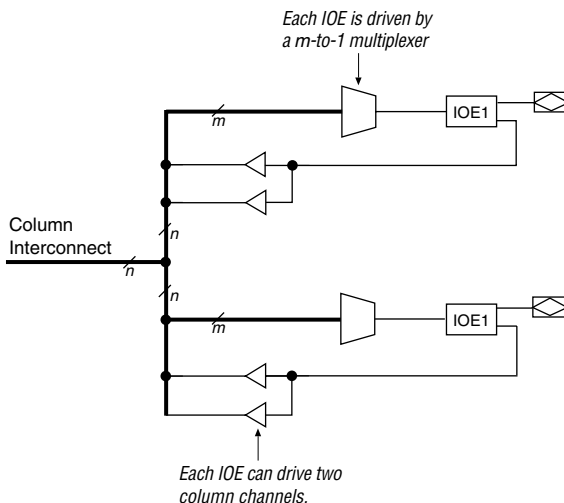 Each IOE is driven by
a m-to-1 multiplexer
m
IOE1
Column
Interconnect
n
n
n
m
IOE1
Each IOE can drive two
column channels.